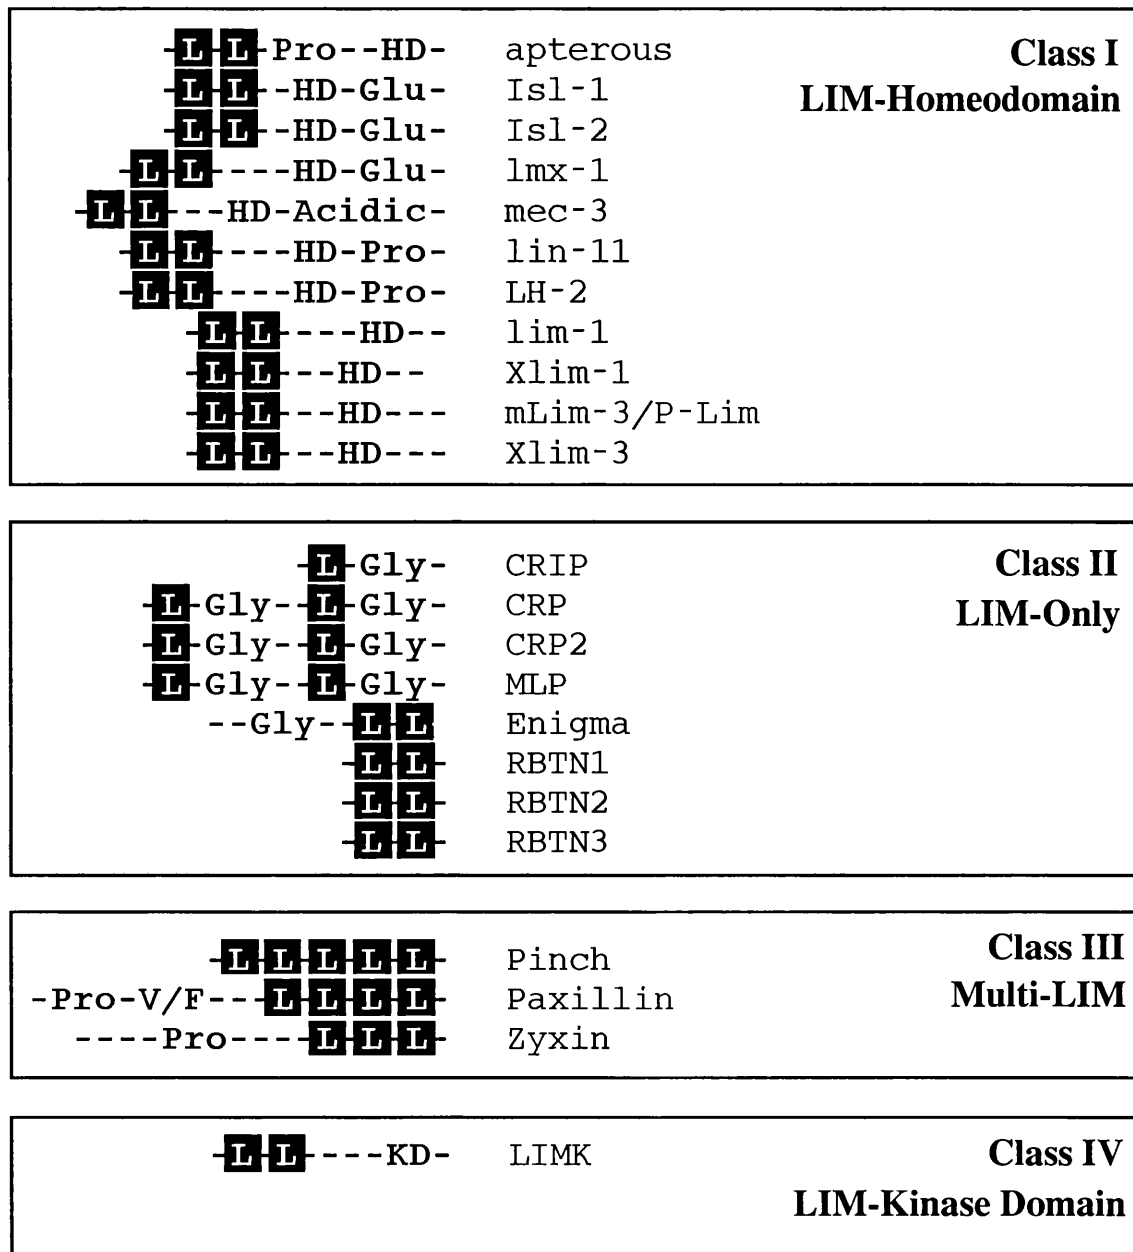 -L-L-Pro--HD- apterous Class I
-L-L--HD-Glu- Isl-1 LIM-Homeodomain
-L-L--HD-Glu- Isl-2
-L-L----HD-Glu- lmx-1
-L-L---HD-Acidic- mec-3
-L-L----HD-Pro- lin-11
-L-L----HD-Pro- LH-2
-L-L----HD-- lim-1
-L-L---HD-- Xlim-1
-L-L---HD--- mLim-3/P-Lim
-L-L---HD--- Xlim-3
-L-Gly- CRIP Class II
-L-Gly--L-Gly- CRP LIM-Only
-L-Gly--L-Gly- CRP2
-L-Gly--L-Gly- MLP
--Gly--L-L Enigma
-L-L- RBTN1
-L-L- RBTN2
-L-L- RBTN3
-L-L-L-L-L- Pinch Class III
-Pro-V/F---L-L-L-L- Paxillin Multi-LIM
----Pro----L-L-L- Zyxin
-L-L----KD- LIMK Class IV
LIM-Kinase Domain